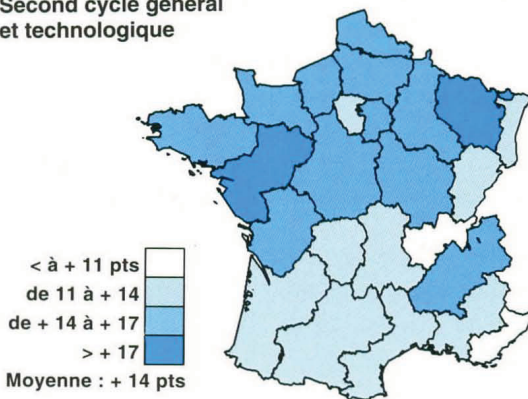 Second cycle général
et technologique
< à + 11 pts
de 11 à + 14
de + 14 à + 17
> + 17
Moyenne : + 14 pts